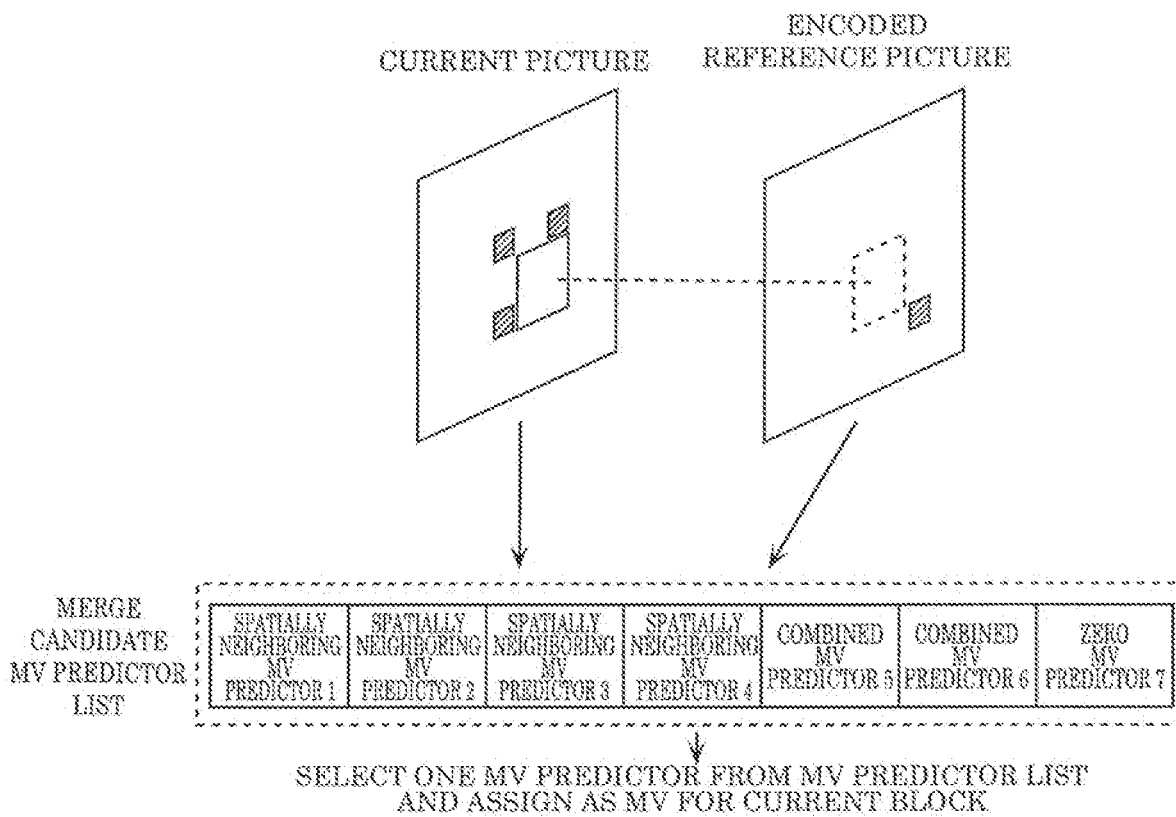 CURRENT PICTURE
ENCODED
REFERENCE PICTURE
MERGE
CANDIDATE
MV PREDICTOR
LIST
SPATIALLY
NEIGHBORING
MV
PREDICTOR 1
SPATIALLY
NEIGHBORING
MV
PREDICTOR 2
SPATIALLY
NEIGHBORING
MV
PREDICTOR 3
SPATIALLY
NEIGHBORING
MV
PREDICTOR 4
COMBINED
MV
PREDICTOR 5
COMBINED
MV
PREDICTOR 6
ZERO
MV
PREDICTOR 7
SELECT ONE MV PREDICTOR FROM MV PREDICTOR LIST
AND ASSIGN AS MV FOR CURRENT BLOCK